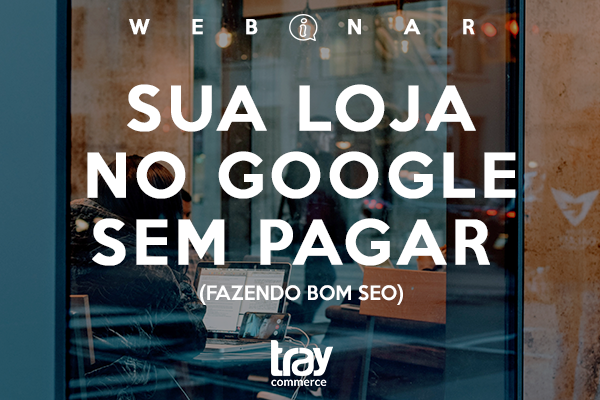 WEBINAR
SUA LOJA
NO GOOGLE
SEM PAGAR
(FAZENDO BOM SEO)
tray
commerce